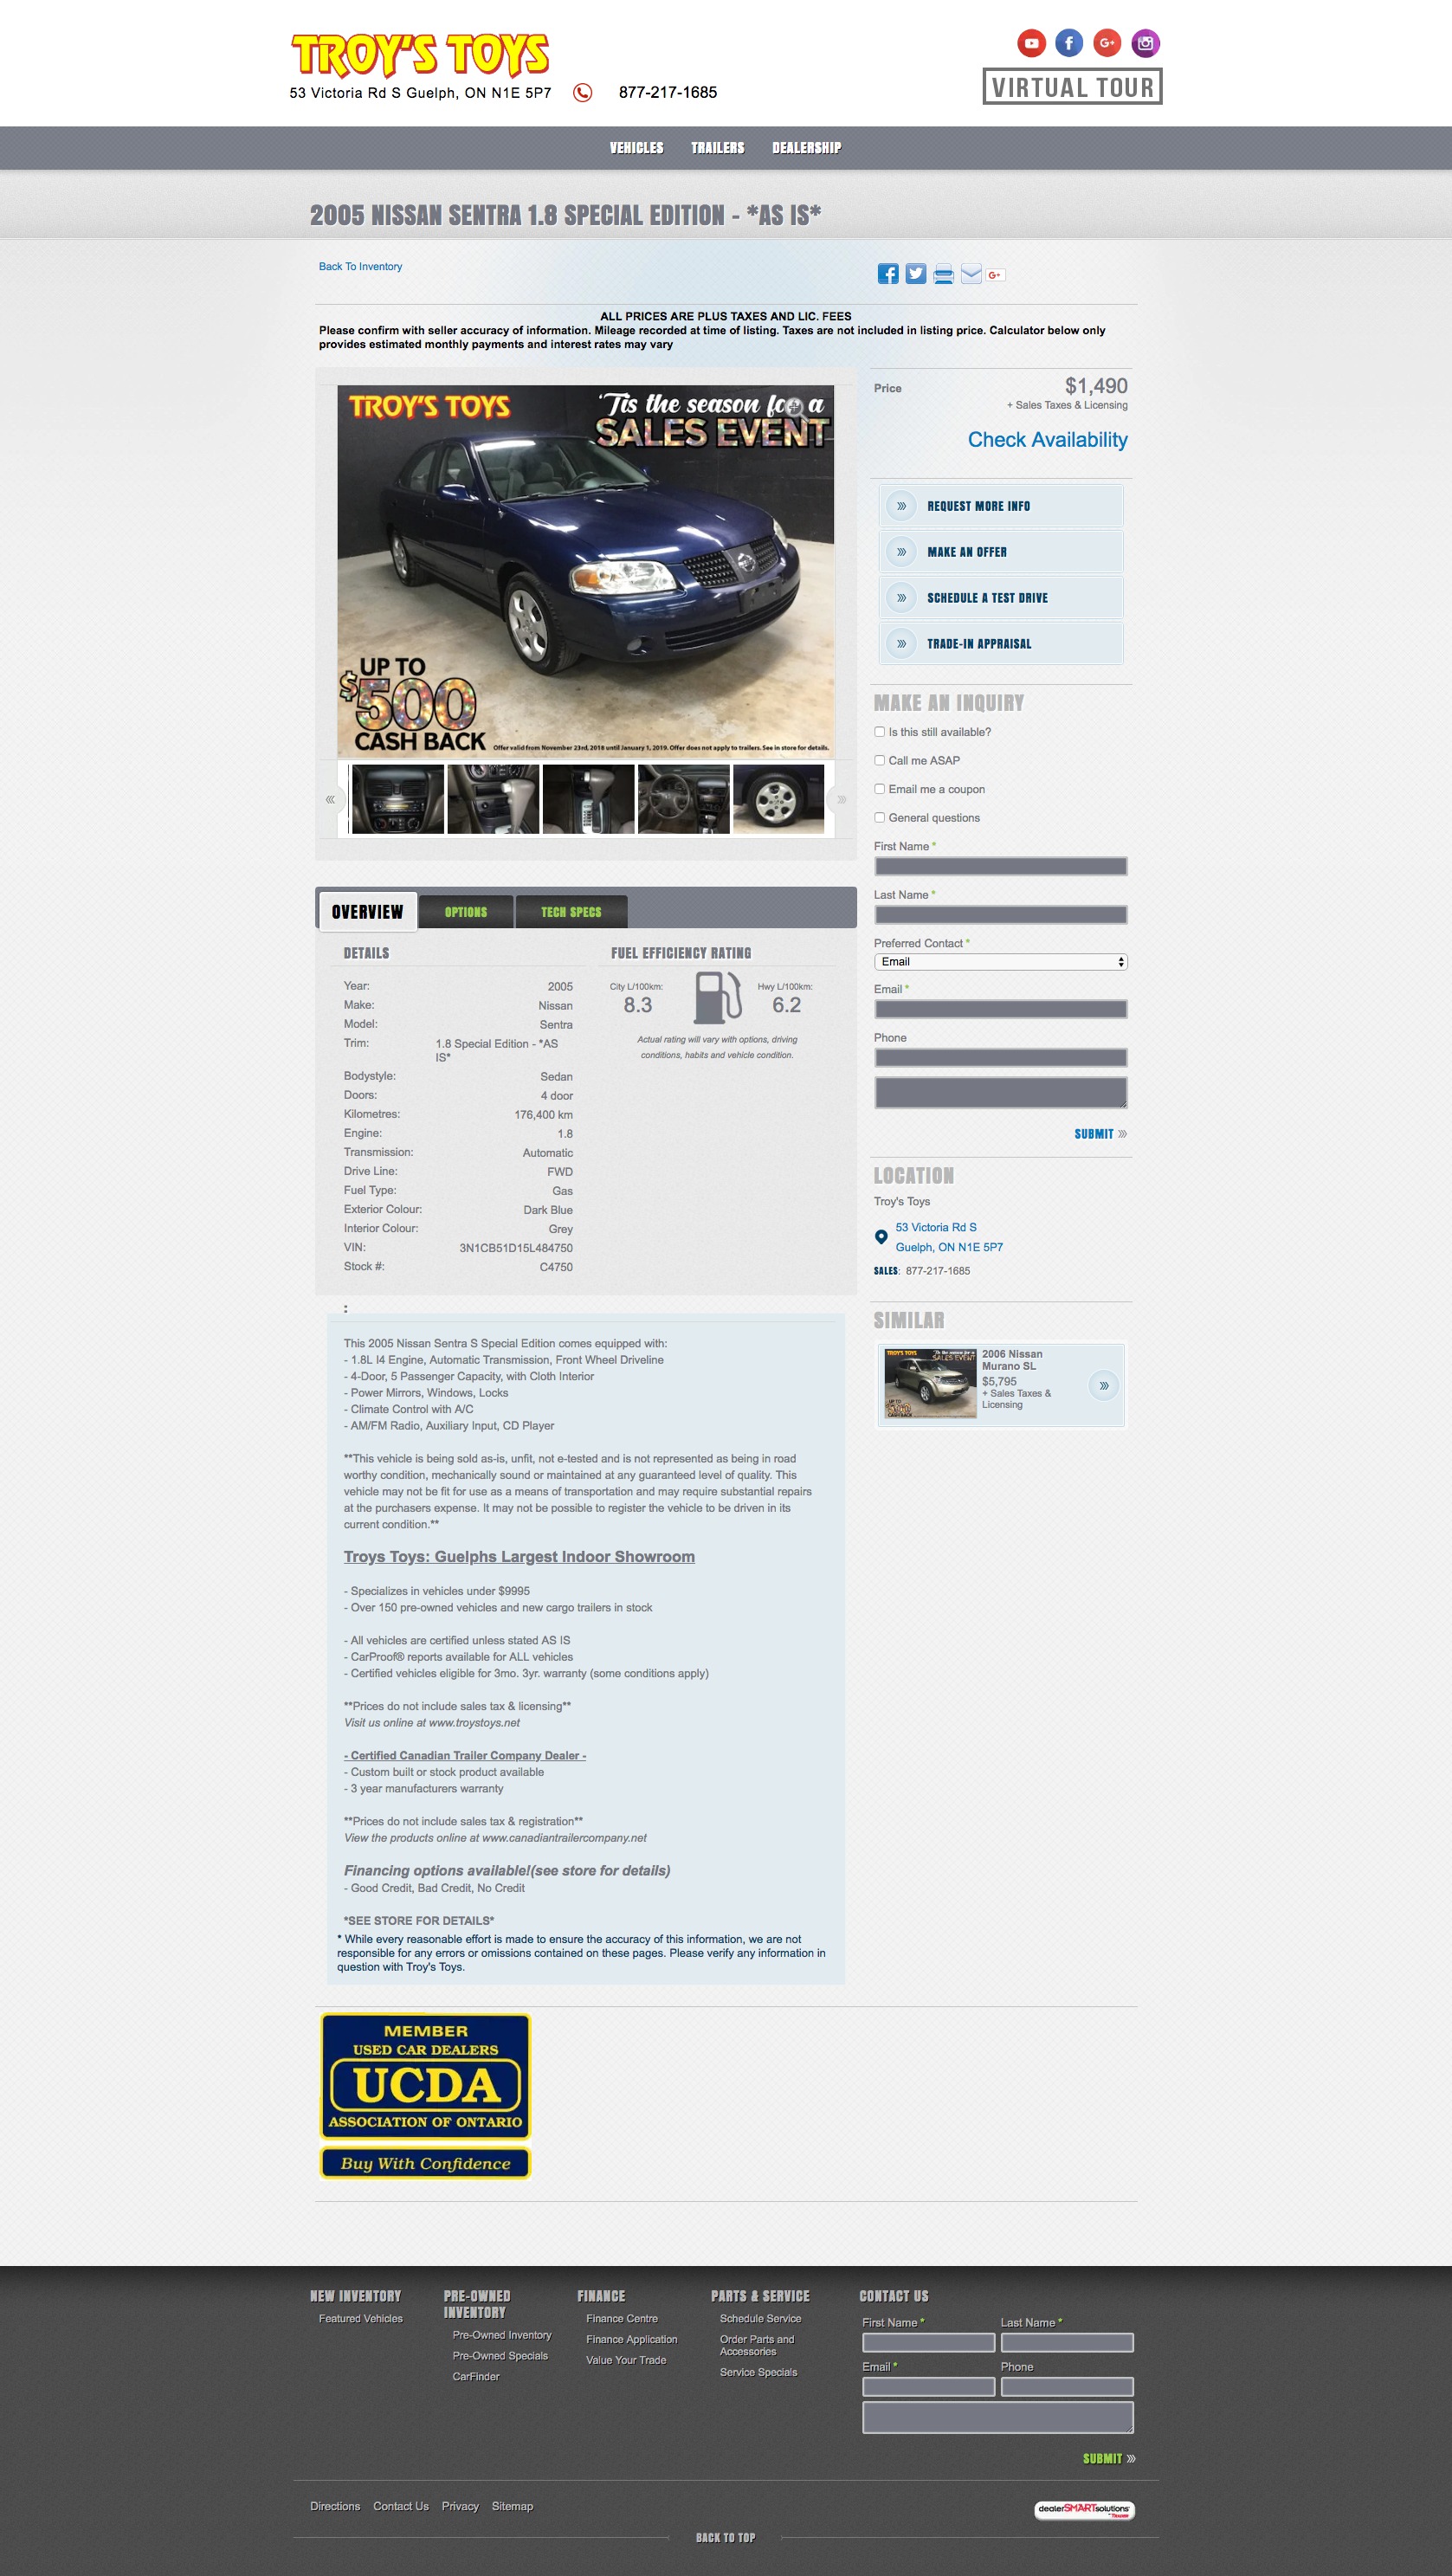 TROY'S TOYS
53 Victoria Rd S Guelph, ON N1E 5P7
877-217-1685
VIRTUAL TOUR
VEHICLES TRAILERS DEALERSHIP
2005 NISSAN SENTRA 1.8 SPECIAL EDITION - *AS IS*
Back To Inventory
ALL PRICES ARE PLUS TAXES AND LIC. FEES
Please confirm with seller accuracy of information. Mileage recorded at time of listing. Taxes are not included in listing price. Calculator below only
provides estimated monthly payments and interest rates may vary
TROY'S TOYS
'Tis the season for a
SALES EVENT
UP TO
$500
CASH BACK
Offer valid from November 23rd, 2018 until January 1, 2019. Offer does not apply to trailers. See in store for details.
Price
$1,490
+ Sales Taxes & Licensing
Check Availability
REQUEST MORE INFO
MAKE AN OFFER
SCHEDULE A TEST DRIVE
TRADE-IN APPRAISAL
MAKE AN INQUIRY
Is this still available?
Call me ASAP
Email me a coupon
General questions
First Name *
Last Name *
Preferred Contact *
Email
Email *
Phone
SUBMIT
LOCATION
Troy's Toys
53 Victoria Rd S
Guelph, ON N1E 5P7
SALES: 877-217-1685
SIMILAR
TROY'S TOYS
'Tis the season for a
SALES EVENT
UP TO
$500
CASH BACK
2006 Nissan
Murano SL
$5,795
+ Sales Taxes &
Licensing
OVERVIEW OPTIONS TECH SPECS
DETAILS
Year: 2005
Make: Nissan
Model: Sentra
Trim: 1.8 Special Edition - *AS
IS*
Bodystyle: Sedan
Doors: 4 door
Kilometres: 176,400 km
Engine: 1.8
Transmission: Automatic
Drive Line: FWD
Fuel Type: Gas
Exterior Colour: Dark Blue
Interior Colour: Grey
VIN: 3N1CB51D15L484750
Stock #: C4750
FUEL EFFICIENCY RATING
City L/100km: Hwy L/100km:
8.3 6.2
Actual rating will vary with options, driving
conditions, habits and vehicle condition.
:
This 2005 Nissan Sentra S Special Edition comes equipped with:
- 1.8L I4 Engine, Automatic Transmission, Front Wheel Driveline
- 4-Door, 5 Passenger Capacity, with Cloth Interior
- Power Mirrors, Windows, Locks
- Climate Control with A/C
- AM/FM Radio, Auxiliary Input, CD Player
**This vehicle is being sold as-is, unfit, not e-tested and is not represented as being in road
worthy condition, mechanically sound or maintained at any guaranteed level of quality. This
vehicle may not be fit for use as a means of transportation and may require substantial repairs
at the purchasers expense. It may not be possible to register the vehicle to be driven in its
current condition.**
Troys Toys: Guelphs Largest Indoor Showroom
- Specializes in vehicles under $9995
- Over 150 pre-owned vehicles and new cargo trailers in stock
- All vehicles are certified unless stated AS IS
- CarProof® reports available for ALL vehicles
- Certified vehicles eligible for 3mo. 3yr. warranty (some conditions apply)
**Prices do not include sales tax & licensing**
Visit us online at www.troystoys.net
- Certified Canadian Trailer Company Dealer -
- Custom built or stock product available
- 3 year manufacturers warranty
**Prices do not include sales tax & registration**
View the products online at www.canadiantrailercompany.net
Financing options available!(see store for details)
- Good Credit, Bad Credit, No Credit
*SEE STORE FOR DETAILS*
* While every reasonable effort is made to ensure the accuracy of this information, we are not
responsible for any errors or omissions contained on these pages. Please verify any information in
question with Troy's Toys.
MEMBER
USED CAR DEALERS
UCDA
ASSOCIATION OF ONTARIO
Buy With Confidence
NEW INVENTORY
Featured Vehicles
PRE-OWNED
INVENTORY
Pre-Owned Inventory
Pre-Owned Specials
CarFinder
FINANCE
Finance Centre
Finance Application
Value Your Trade
PARTS & SERVICE
Schedule Service
Order Parts and
Accessories
Service Specials
CONTACT US
First Name * Last Name *
Email * Phone
SUBMIT
Directions Contact Us Privacy Sitemap
dealerSMARTsolutions
BACK TO TOP